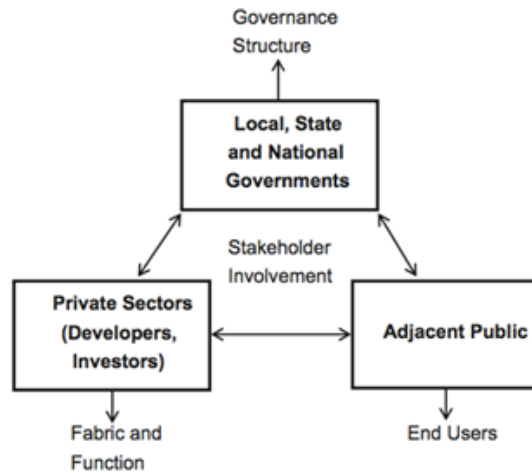 Governance
Structure
Local, State
and National
Governments
Stakeholder
Involvement
Private Sectors
(Developers,
Investors)
Adjacent Public
Fabric and
Function
End Users